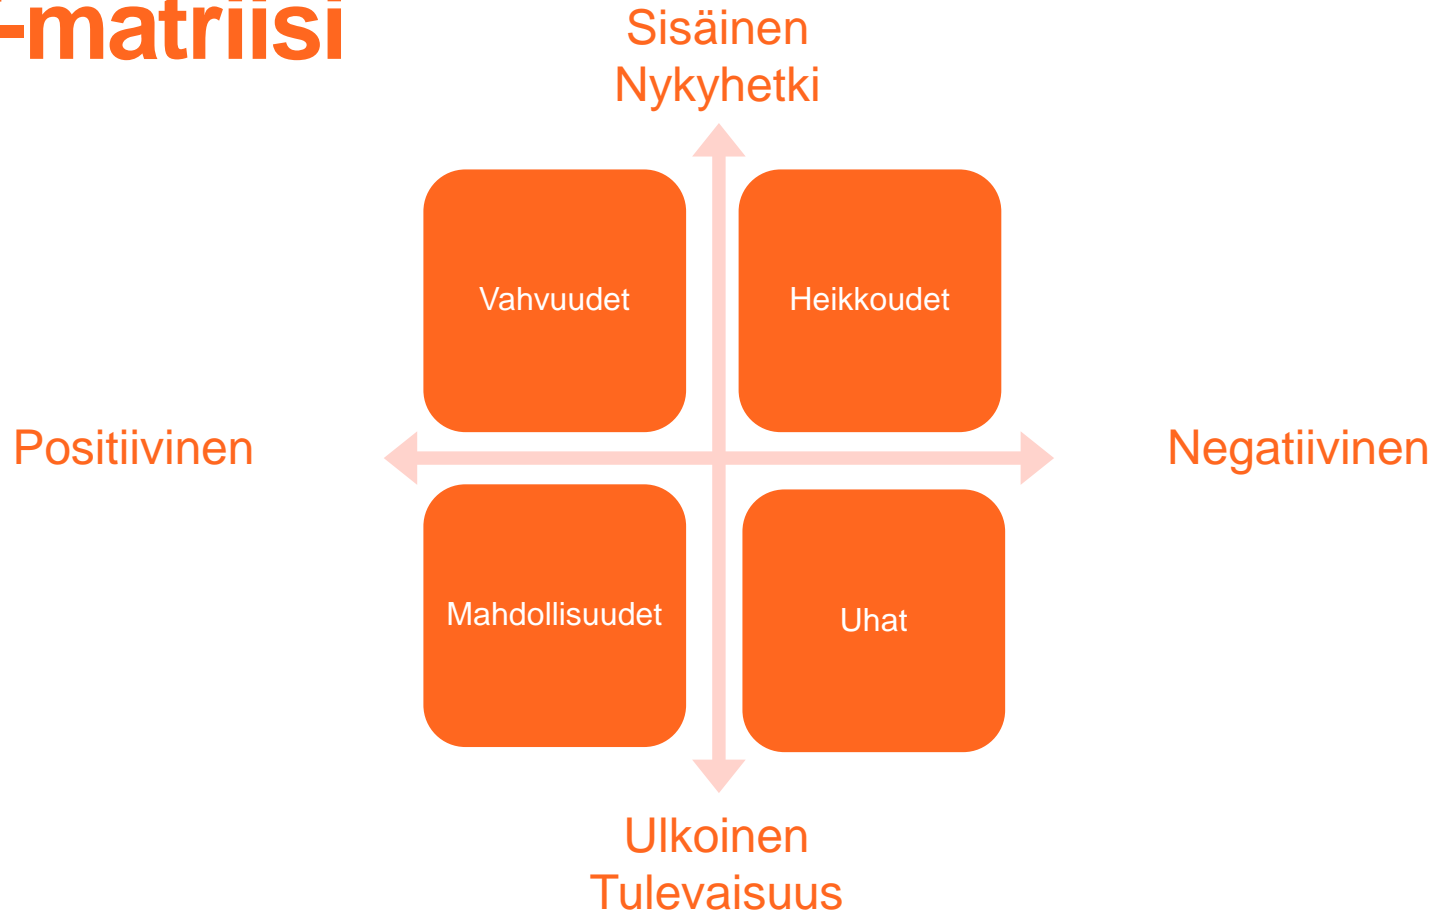 -matriisi
Sisäinen
Nykyhetki
Vahvuudet
Heikkoudet
Positiivinen
Negatiivinen
Mahdollisuudet
Uhat
Ulkoinen
Tulevaisuus